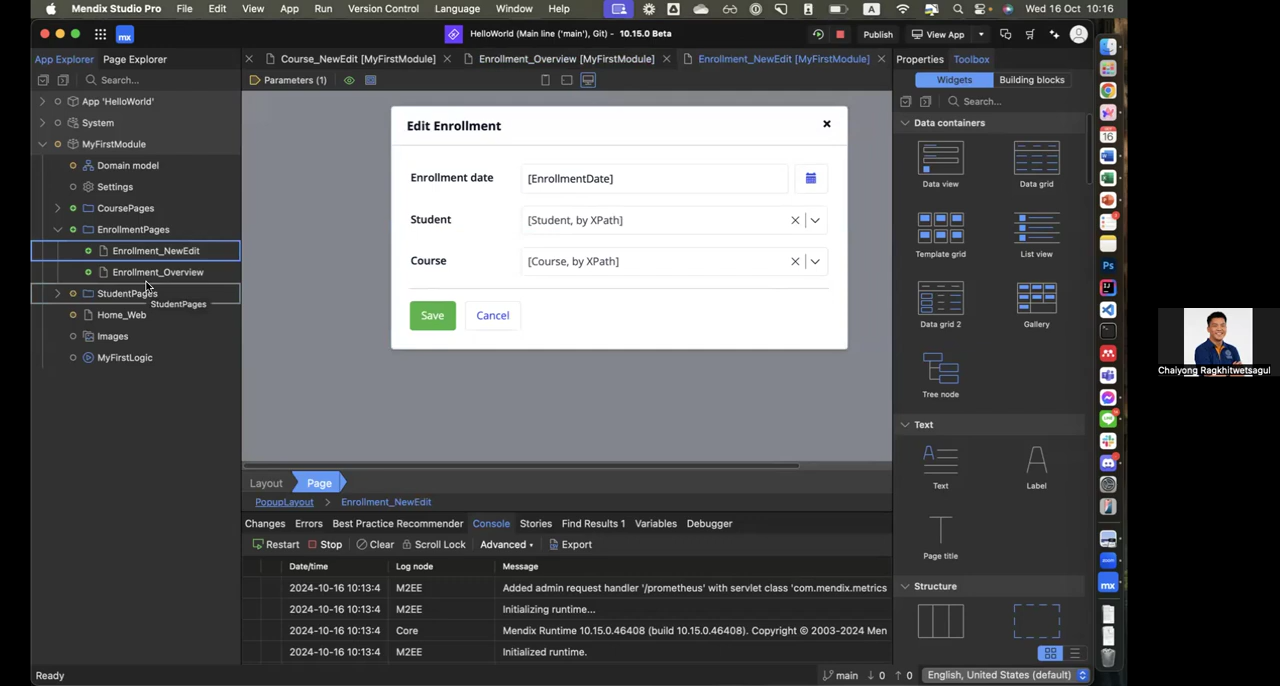 Mendix Studio Pro File Edit View App Run Version Control Language Window Help A Wed 16 Oct 10:16
mx HelloWorld (Main line ('main'), Git) - 10.15.0 Beta Publish View App
App Explorer Page Explorer
Course_NewEdit [MyFirstModule] Enrollment_Overview [MyFirstModule] Enrollment_NewEdit [MyFirstModule]
Properties Toolbox
Search...
Parameters (1)
Widgets Building blocks
App 'HelloWorld'
System
MyFirstModule
Domain model
Settings
CoursePages
EnrollmentPages
Enrollment_NewEdit
Enrollment_Overview
StudentPages
StudentPages
Home_Web
Images
MyFirstLogic
Edit Enrollment
Enrollment date [EnrollmentDate]
Student [Student, by XPath]
Course [Course, by XPath]
Save Cancel
Search...
Data containers
Data view Data grid
Template grid List view
Data grid 2 Gallery
Tree node
Text
Text Label
Page title
Structure
Layout Page
PopupLayout > Enrollment_NewEdit
Changes Errors Best Practice Recommender Console Stories Find Results 1 Variables Debugger
Restart Stop Clear Scroll Lock Advanced Export
Date/time Log node Message
2024-10-16 10:13:4 M2EE Added admin request handler '/prometheus' with servlet class 'com.mendix.metrics
2024-10-16 10:13:4 M2EE Initializing runtime...
2024-10-16 10:13:4 Core Mendix Runtime 10.15.0.46408 (build 10.15.0.46408). Copyright © 2003-2024 Men
2024-10-16 10:13:4 M2EE Initialized runtime.
Ready main 0 0 English, United States (default)
Chaiyong Ragkhitwetsagul